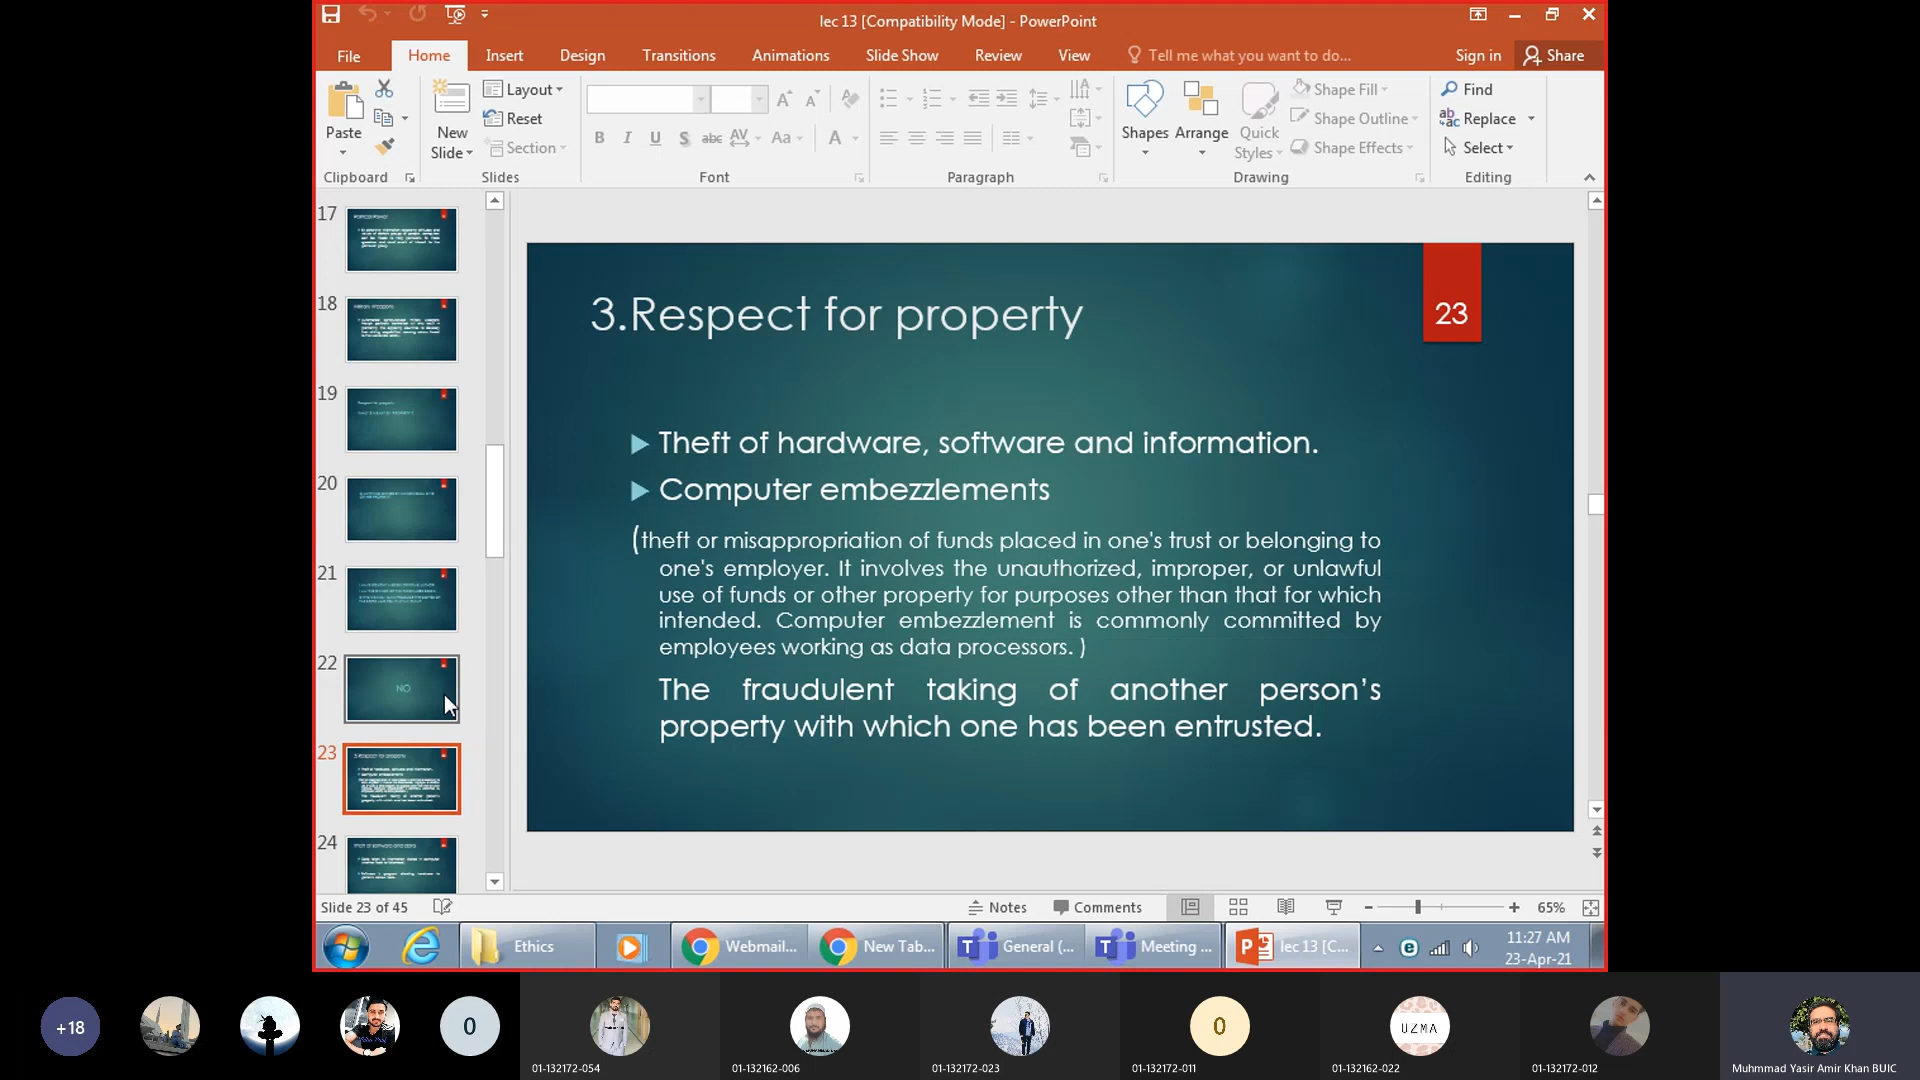 lec 13 [Compatibility Mode] - PowerPoint
File Home Insert Design Transitions Animations Slide Show Review View Tell me what you want to do... Sign in Share
Paste
New Slide
Layout
Reset
Section
B I U S abc AV Aa A
Shapes
Arrange
Quick Styles
Shape Fill
Shape Outline
Shape Effects
Find
Replace
Select
Clipboard Slides Font Paragraph Drawing Editing
17
18
19
20
21
22
NO
23
24
3.Respect for property
23
Theft of hardware, software and information.
Computer embezzlements
(theft or misappropriation of funds placed in one's trust or belonging to
one's employer. It involves the unauthorized, improper, or unlawful
use of funds or other property for purposes other than that for which
intended. Computer embezzlement is commonly committed by
employees working as data processors. )
The fraudulent taking of another person's
property with which one has been entrusted.
Slide 23 of 45
Notes Comments 65%
Ethics Webmail... New Tab... General (... Meeting ... lec 13 [C...
11:27 AM
23-Apr-21
+18
0
0
UZMA
01-132172-054 01-132162-006 01-132172-023 01-132172-011 01-132162-022 01-132172-012 Muhmmad Yasir Amir Khan BUIC